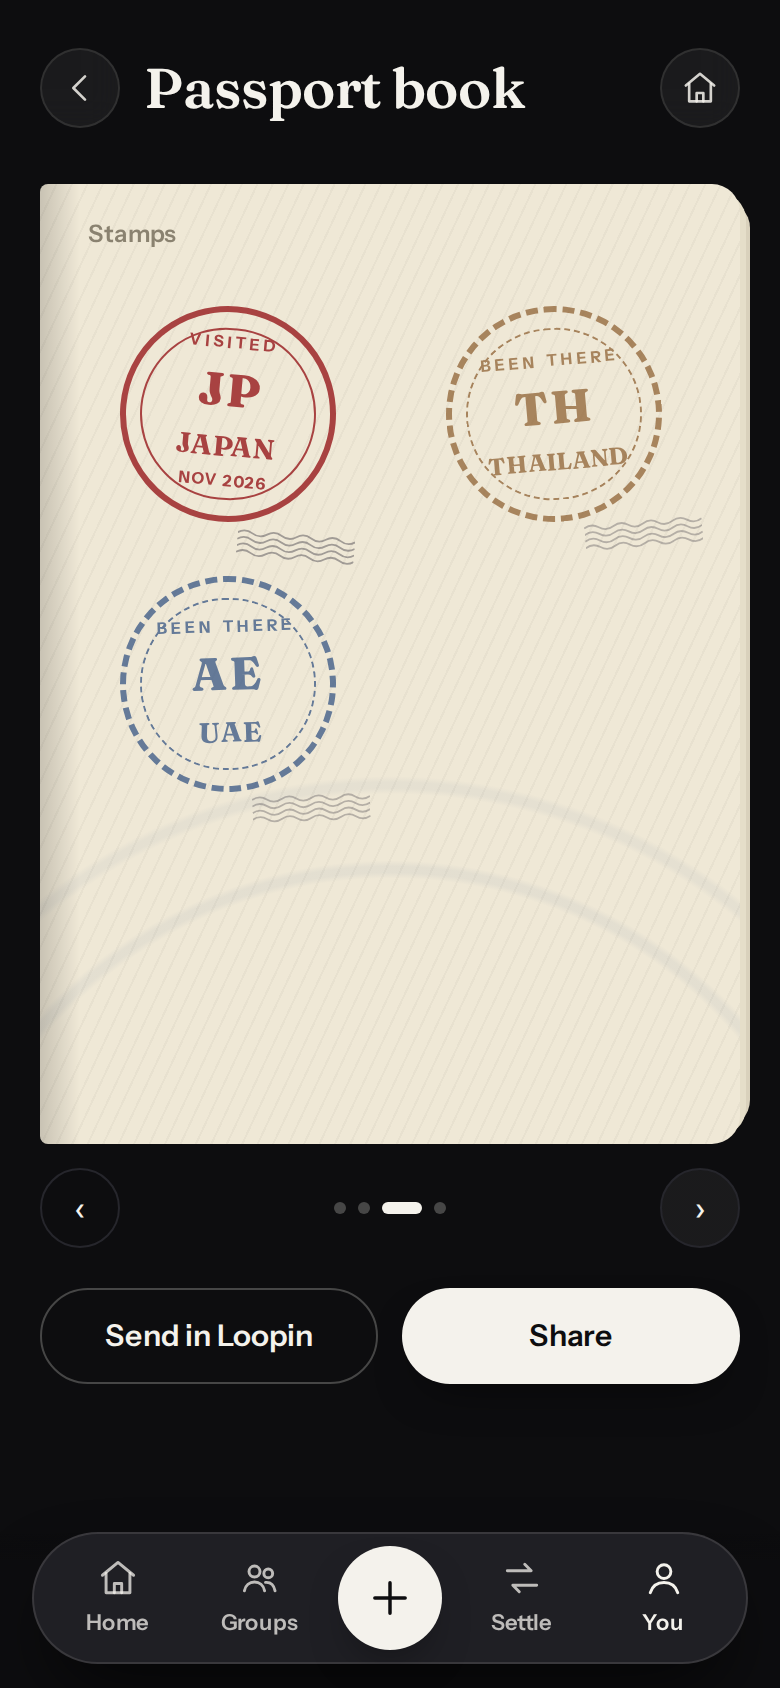 Passport book
Stamps
VISITED
JP
JAPAN
NOV 2026
BEEN THERE
TH
THAILAND
BEEN THERE
AE
UAE
Send in Loopin
Share
Home
Groups
Settle
You